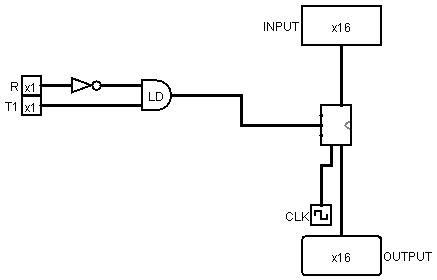 INPUT x16
R x1
T1 x1
LD
CLK
x16 OUTPUT